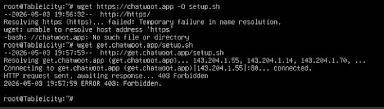 root@Tableicity:~# wget https://chatwoot.app -O setup.sh
--2026-05-03 19:56:32-- http://https/
Resolving https (https)... failed: Temporary failure in name resolution.
wget: unable to resolve host address 'https'
-bash: //chatwoot.app: No such file or directory
root@Tableicity:~# wget get.chatwoot.app/setup.sh
--2026-05-03 19:57:59-- http://get.chatwoot.app/setup.sh
Resolving get.chatwoot.app (get.chatwoot.app)... 143.204.1.55, 143.204.1.14, 143.204.1.70, ...
Connecting to get.chatwoot.app (get.chatwoot.app)|143.204.1.55|:80... connected.
HTTP request sent, awaiting response... 403 Forbidden
2026-05-03 19:57:59 ERROR 403: Forbidden.
root@Tableicity:~#